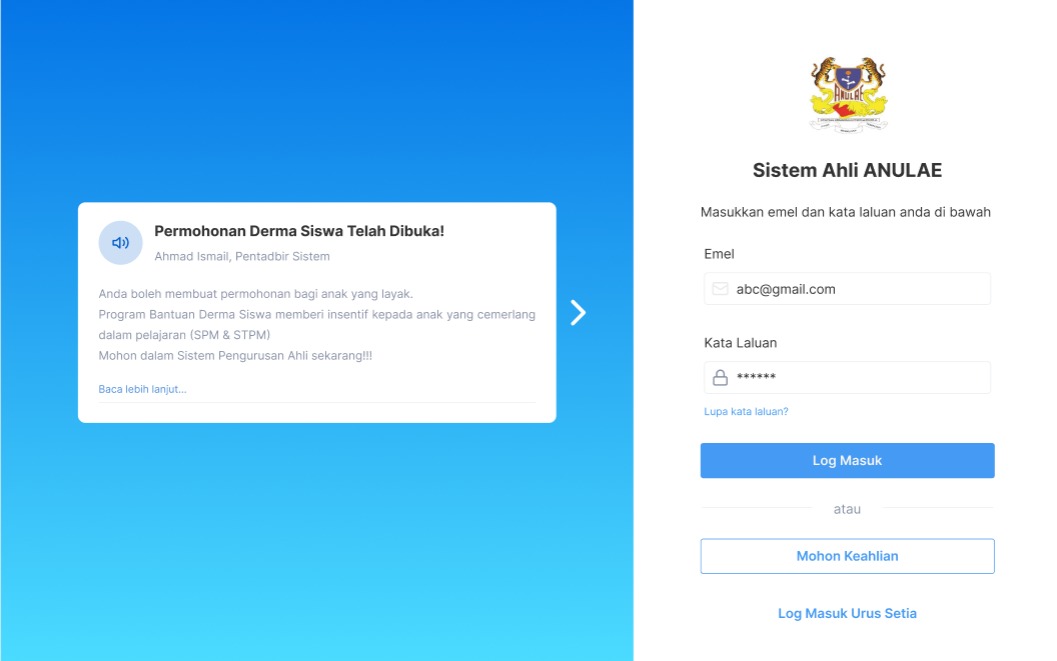 Permohonan Derma Siswa Telah Dibuka!
Ahmad Ismail, Pentadbir Sistem
Anda boleh membuat permohonan bagi anak yang layak.
Program Bantuan Derma Siswa memberi insentif kepada anak yang cemerlang
dalam pelajaran (SPM & STPM)
Mohon dalam Sistem Pengurusan Ahli sekarang!!!
Baca lebih lanjut...
ANULAE
Sistem Ahli ANULAE
Masukkan emel dan kata laluan anda di bawah
Emel
abc@gmail.com
Kata Laluan
******
Lupa kata laluan?
Log Masuk
atau
Mohon Keahlian
Log Masuk Urus Setia